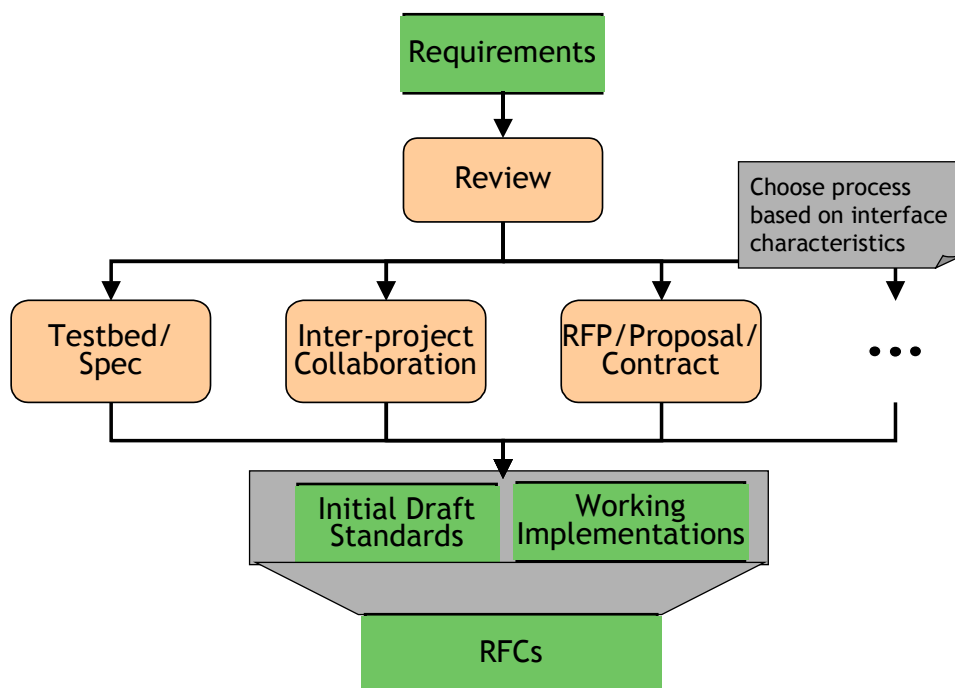 Requirements
Review
Choose process
based on interface
characteristics
Testbed/
Spec
Inter-project
Collaboration
RFP/Proposal/
Contract
...
Initial Draft
Standards
Working
Implementations
RFCs